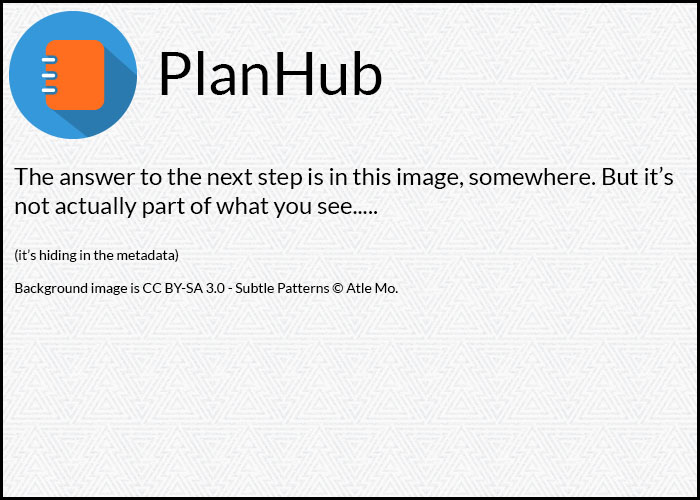 PlanHub
The answer to the next step is in this image, somewhere. But it’s
not actually part of what you see.....
(it’s hiding in the metadata)
Background image is CC BY-SA 3.0 - Subtle Patterns © Atle Mo.